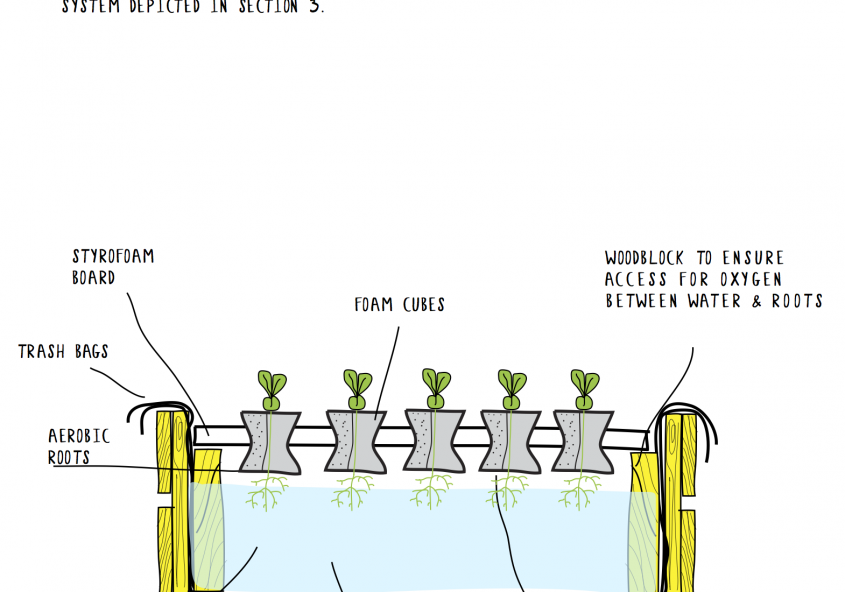 SYSTEM DEPICTED IN SECTION 3.
STYROFOAM
BOARD
WOODBLOCK TO ENSURE
ACCESS FOR OXYGEN
BETWEEN WATER & ROOTS
FOAM CUBES
TRASH BAGS
AEROBIC
ROOTS